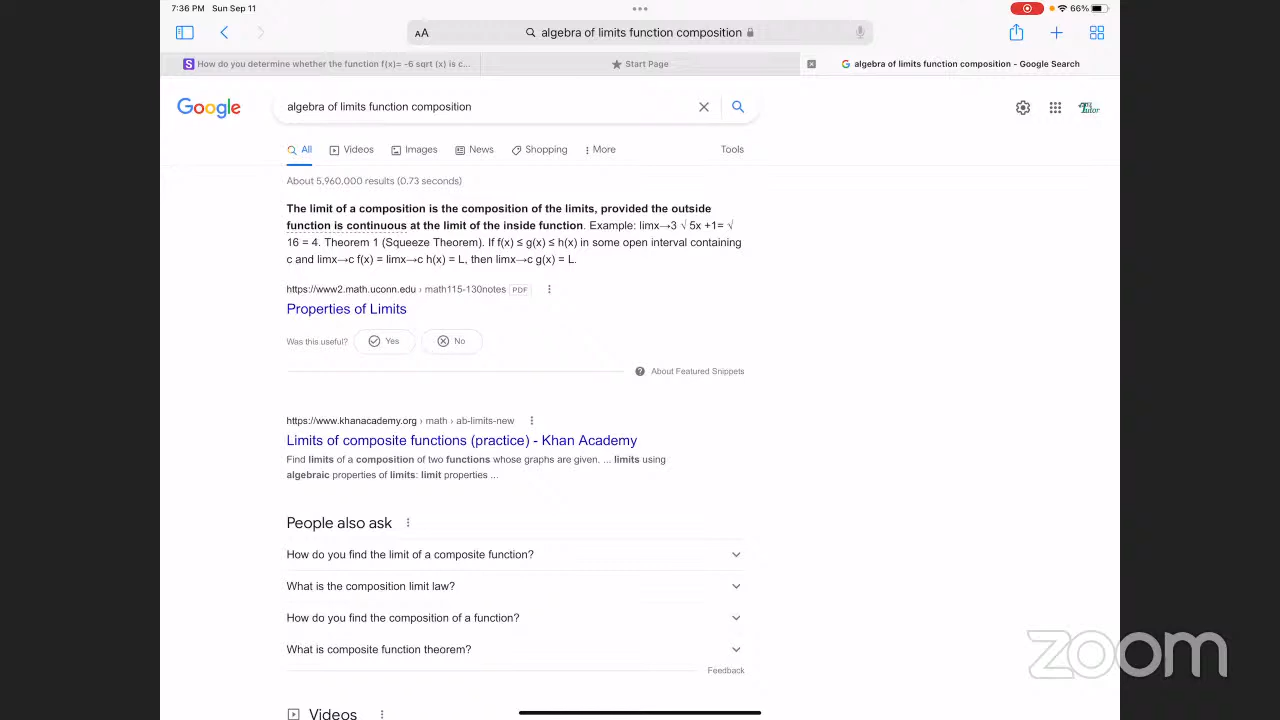 7:36 PM Sun Sep 11
66%
AA algebra of limits function composition
How do you determine whether the function f(x)= -6 sqrt (x) is c...
Start Page
algebra of limits function composition - Google Search
Google
algebra of limits function composition
All Videos Images News Shopping More Tools
About 5,960,000 results (0.73 seconds)
The limit of a composition is the composition of the limits, provided the outside
function is continuous at the limit of the inside function. Example: limx→3 √ 5x +1= √
16 = 4. Theorem 1 (Squeeze Theorem). If f(x) ≤ g(x) ≤ h(x) in some open interval containing
c and limx→c f(x) = limx→c h(x) = L, then limx→c g(x) = L.
https://www2.math.uconn.edu › math115-130notes PDF
Properties of Limits
Was this useful? Yes No
About Featured Snippets
https://www.khanacademy.org › math › ab-limits-new
Limits of composite functions (practice) - Khan Academy
Find limits of a composition of two functions whose graphs are given. ... limits using
algebraic properties of limits: limit properties ...
People also ask
How do you find the limit of a composite function?
What is the composition limit law?
How do you find the composition of a function?
What is composite function theorem?
Feedback
Videos
zoom